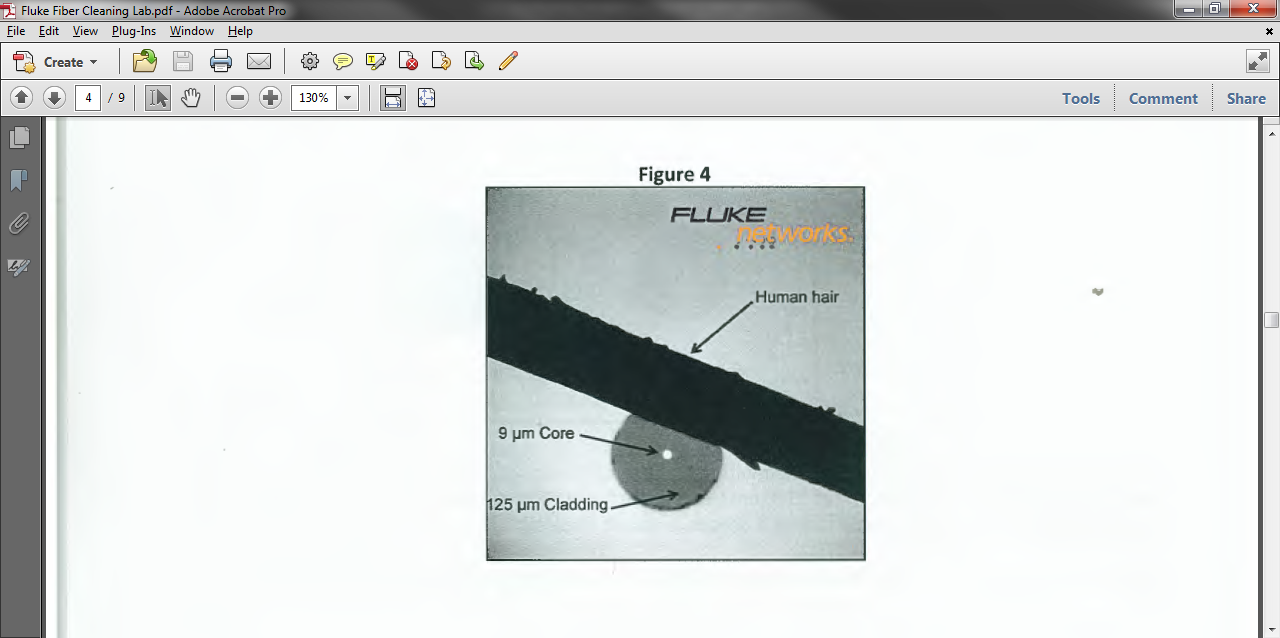 Fluke Fiber Cleaning Lab.pdf - Adobe Acrobat Pro
File Edit View Plug-Ins Window Help
Create
4 / 9
130%
Tools Comment Share
Figure 4
FLUKE
networks.
Human hair
9 µm Core
125 µm Cladding